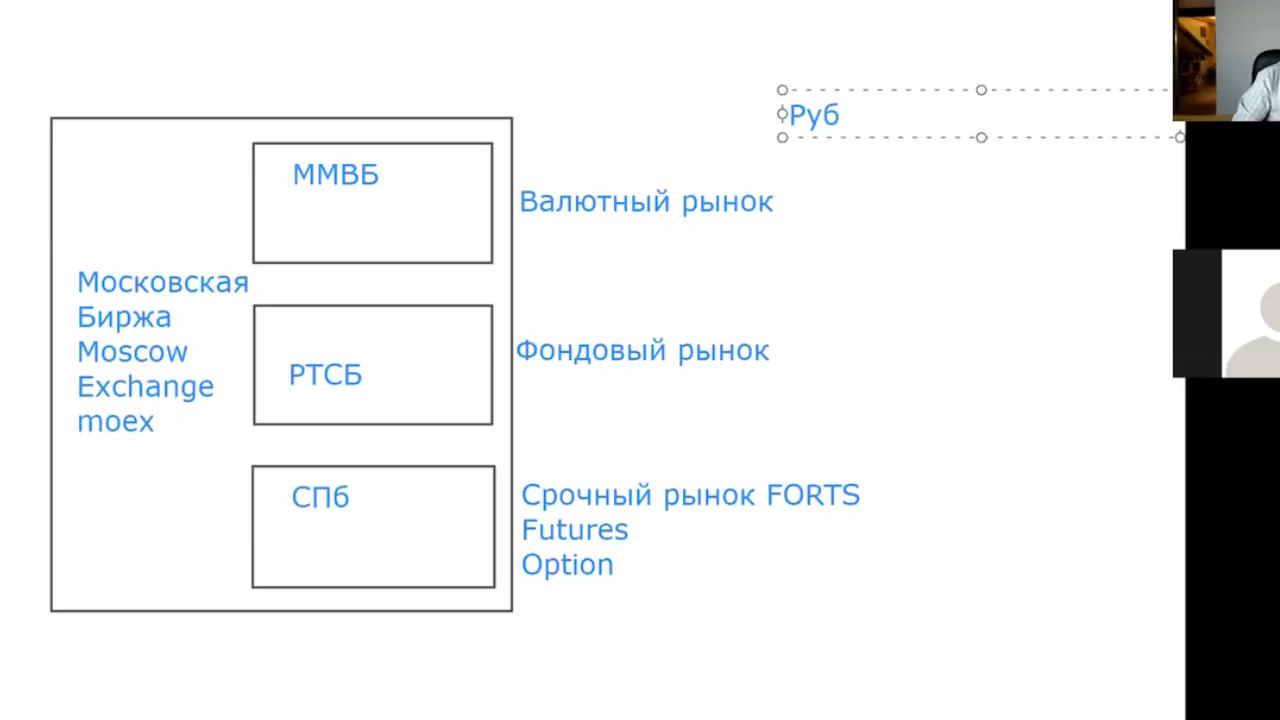 Руб
ММВБ
Валютный рынок
Московская
Биржа
Moscow
Exchange
moex
РТСБ
Фондовый рынок
СПб
Срочный рынок FORTS
Futures
Option